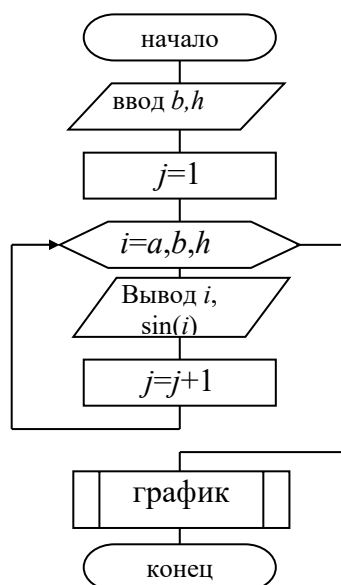 начало
ввод b,h
j=1
i=a,b,h
Вывод i,
sin(i)
j=j+1
график
конец